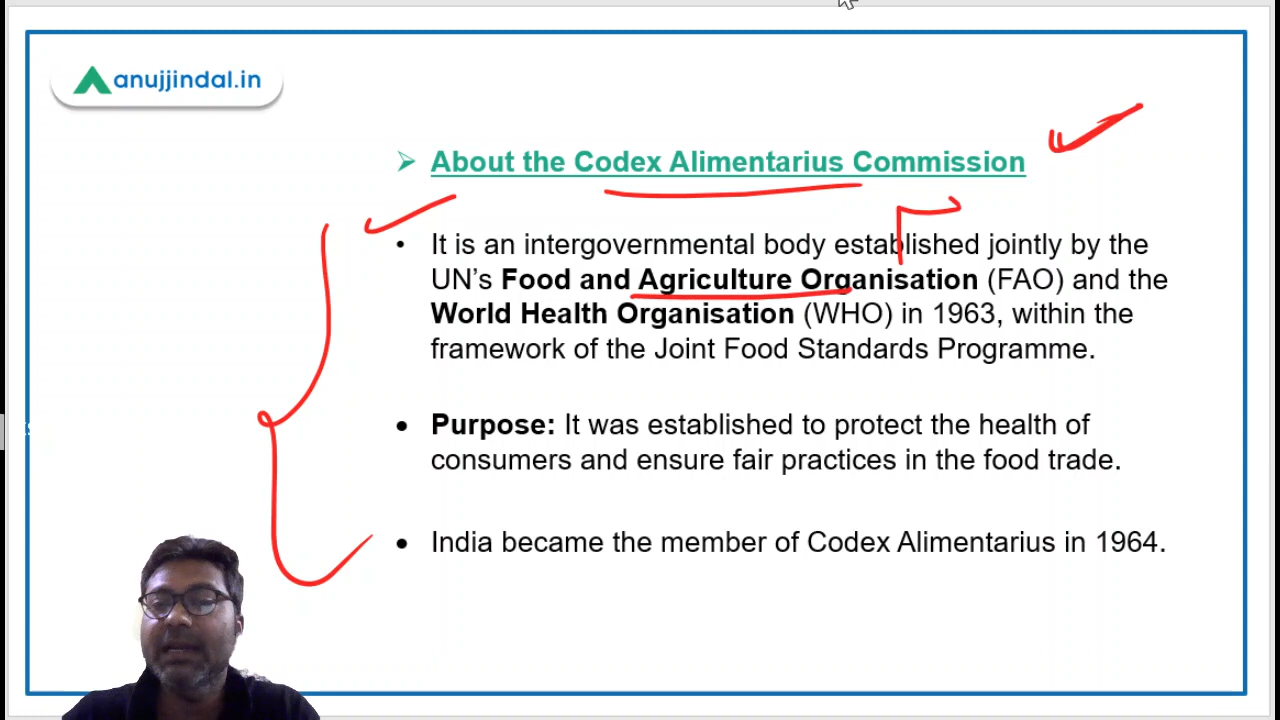 anujjindal.in
About the Codex Alimentarius Commission
It is an intergovernmental body established jointly by the
UN's Food and Agriculture Organisation (FAO) and the
World Health Organisation (WHO) in 1963, within the
framework of the Joint Food Standards Programme.
Purpose: It was established to protect the health of
consumers and ensure fair practices in the food trade.
India became the member of Codex Alimentarius in 1964.